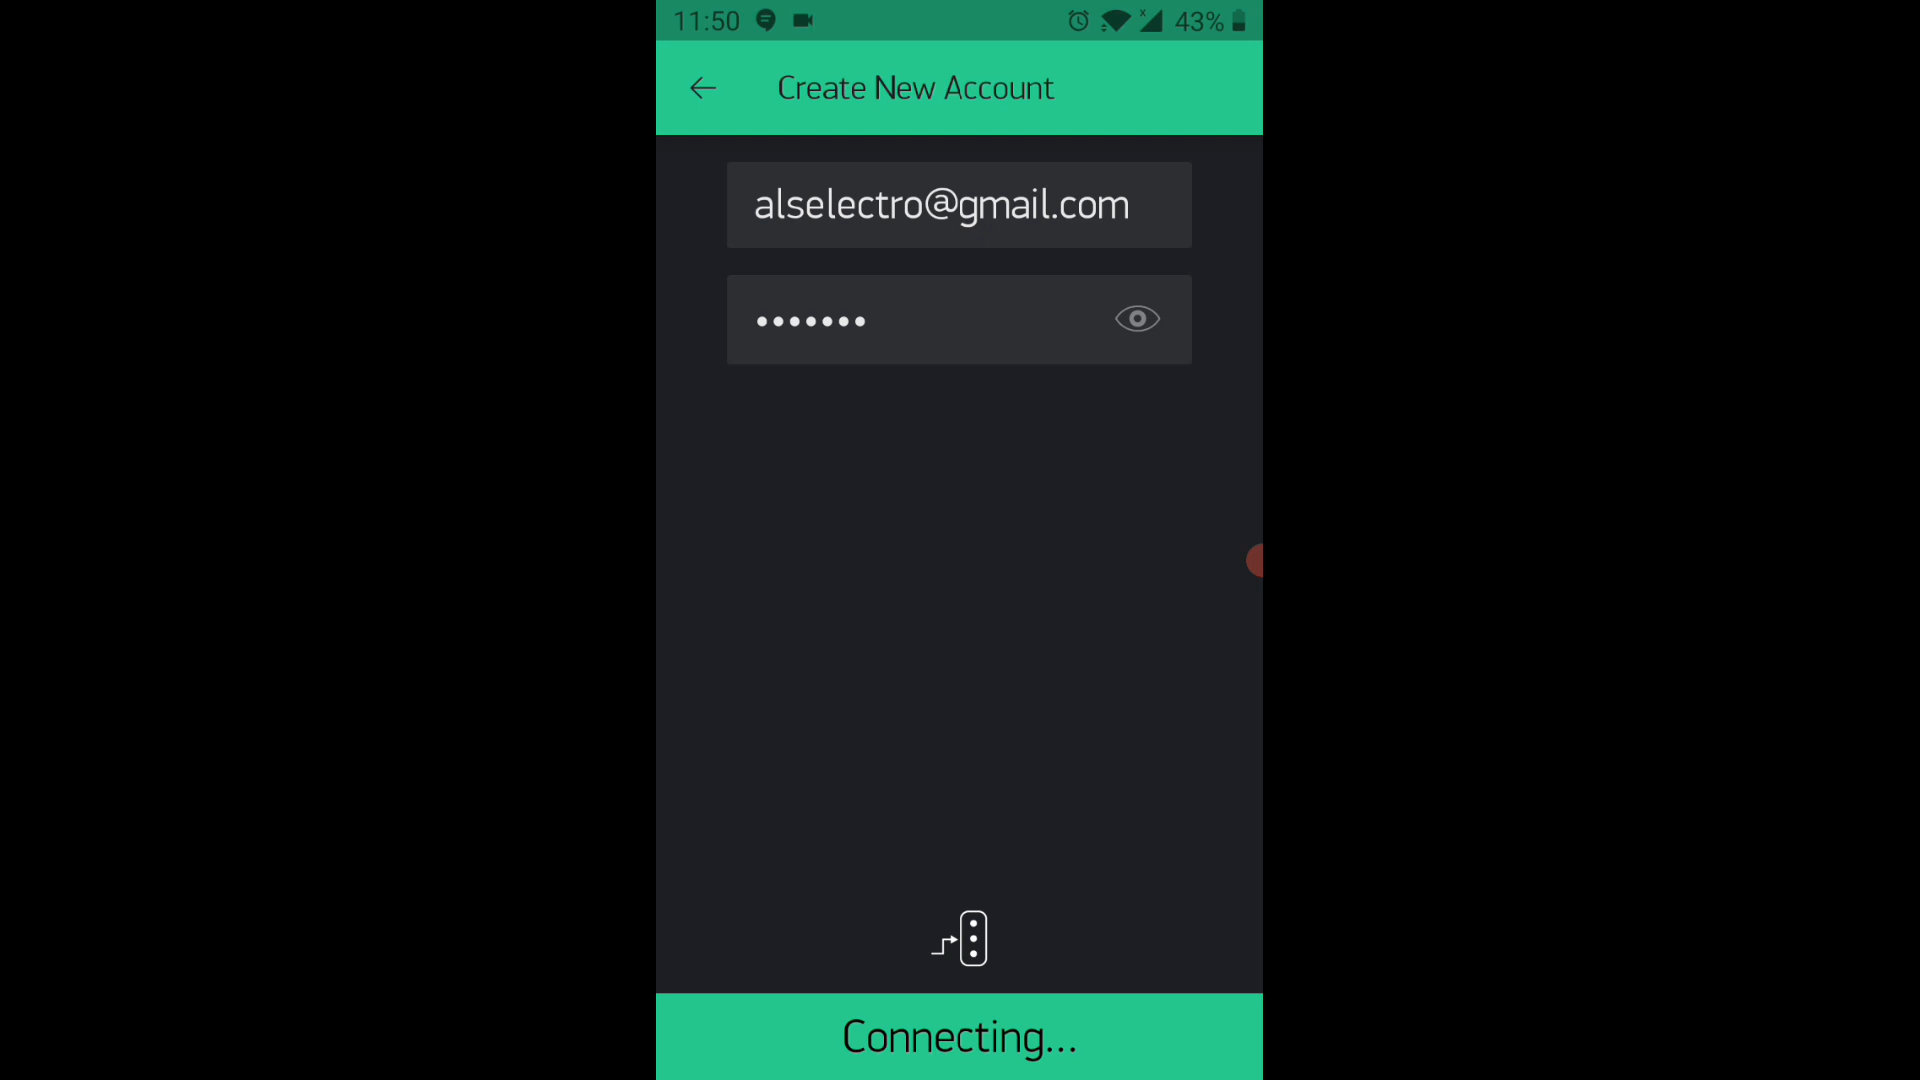 11:50 43%
Create New Account
alselectro@gmail.com
•••••••
Connecting...